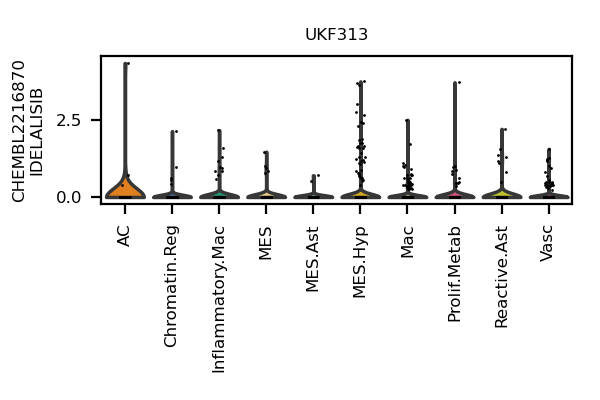 UKF313
CHEMBL2216870
IDELALISIB
2.5
0.0
AC
Chromatin.Reg
Inflammatory.Mac
MES
MES.Ast
MES.Hyp
Mac
Prolif.Metab
Reactive.Ast
Vasc